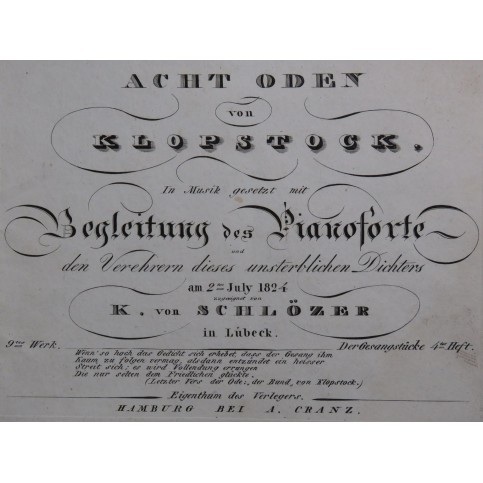 ACHT ODEN
von
KLOPSTOCK.
In Musik gesetzt mit
Begleitung des Pianoforte
und
den Verehrern dieses unsterblichen Dichters
am 2ten July 1824
zugeeignet von
K. von SCHLÖZER
in Lübeck.
9tes Werk. Der Gesangstücke 4tes Heft.
Wenn so hoch das Gedicht sich erhebet, dass der Gesang ihm
Kaum zu folgen vermag, alsdann entzündet ein heisser
Streit sich; es wird Vollendung errungen
Die nur selten dem Friedlichen glückte.
(Letzter Vers der Ode: der Bund, von Klopstock.)
Eigenthum des Verlegers.
HAMBURG BEI A. CRANZ.